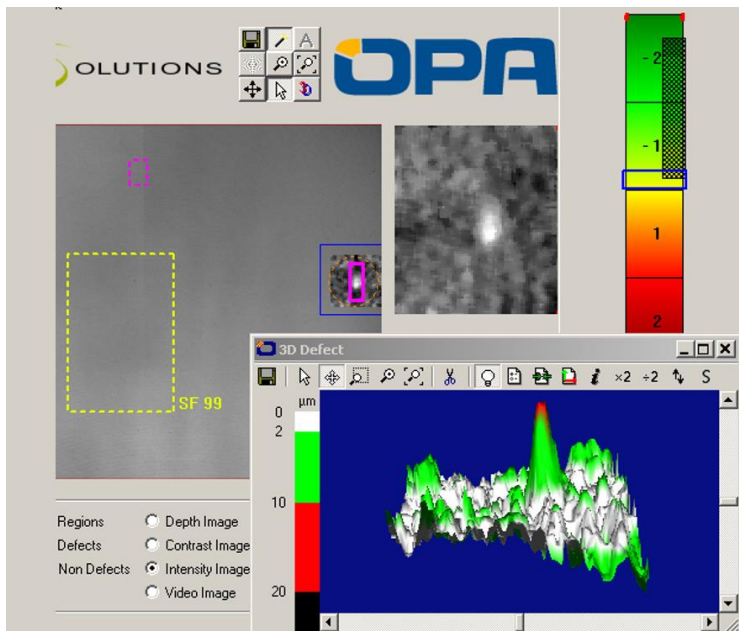 OLUTIONS
A
OPA
- 2
- 1
1
2
SF 99
3D Defect
i ×2 ÷2 S
µm
0
2
10
20
Regions
Depth Image
Defects
Contrast Image
Non Defects
Intensity Image
Video Image